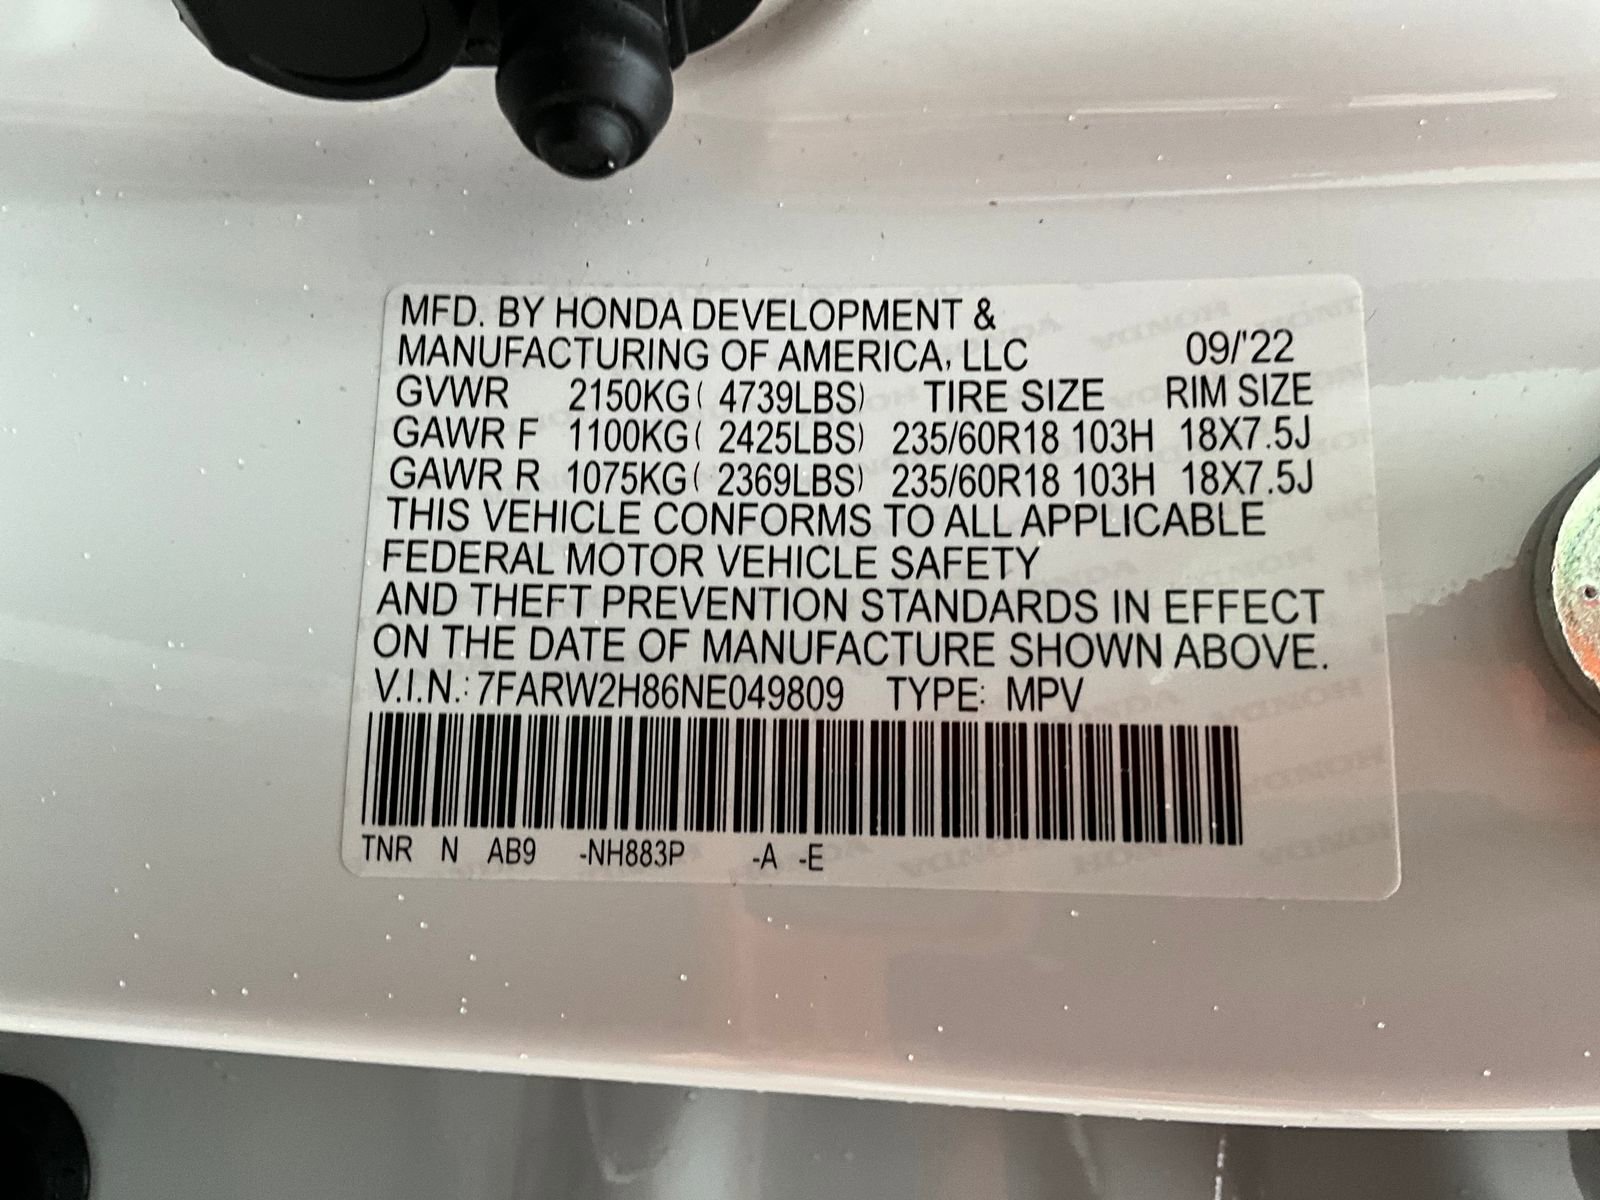 MFD. BY HONDA DEVELOPMENT &
MANUFACTURING OF AMERICA, LLC 09/'22
GVWR 2150KG( 4739LBS) TIRE SIZE RIM SIZE
GAWR F 1100KG( 2425LBS) 235/60R18 103H 18X7.5J
GAWR R 1075KG( 2369LBS) 235/60R18 103H 18X7.5J
THIS VEHICLE CONFORMS TO ALL APPLICABLE
FEDERAL MOTOR VEHICLE SAFETY
AND THEFT PREVENTION STANDARDS IN EFFECT
ON THE DATE OF MANUFACTURE SHOWN ABOVE.
V.I.N.: 7FARW2H86NE049809 TYPE: MPV
TNR N AB9 -NH883P -A -E